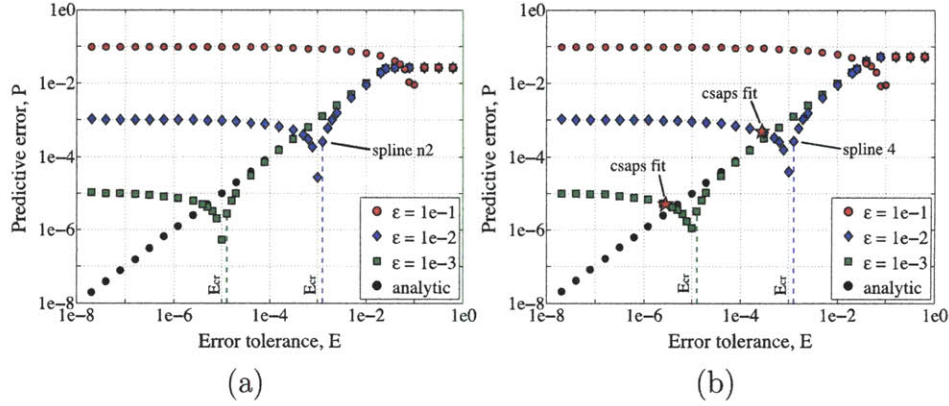 1e0
1e−2
1e−4
1e−6
1e−8
Predictive error, P
spline n2
ε = 1e−1
ε = 1e−2
ε = 1e−3
analytic
Ecr
Ecr
1e−8
1e−6
1e−4
1e−2
1e0
Error tolerance, E
(a)
1e0
1e−2
1e−4
1e−6
1e−8
Predictive error, P
csaps fit
csaps fit
spline 4
ε = 1e−1
ε = 1e−2
ε = 1e−3
analytic
Ecr
Ecr
1e−8
1e−6
1e−4
1e−2
1e0
Error tolerance, E
(b)